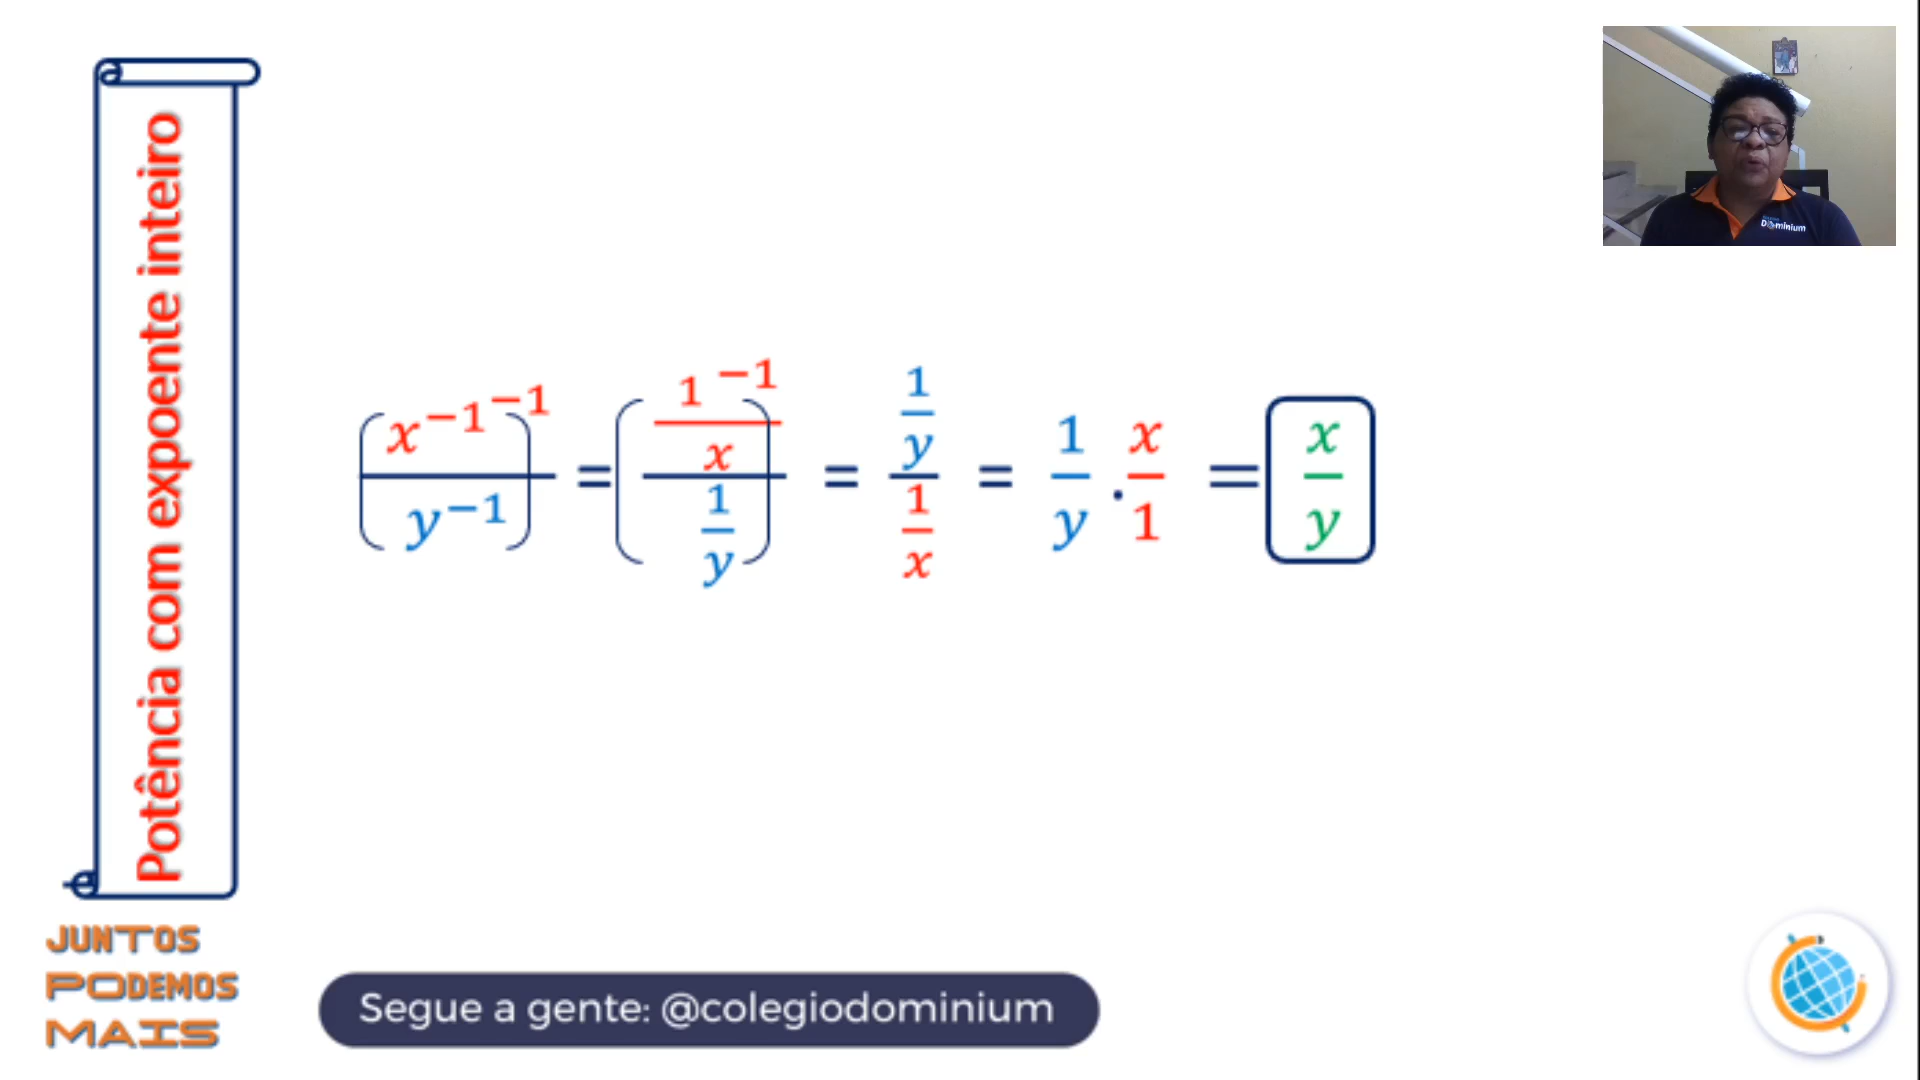 Potência com expoente inteiro
(x^{-1}/y^{-1})^{-1} = ((1/x)/(1/y))^{-1} = (1/y)/(1/x) = 1/y . x/1 = x/y
Dominium
JUNTOS
PODEMOS
MAIS
Segue a gente: @colegiodominium